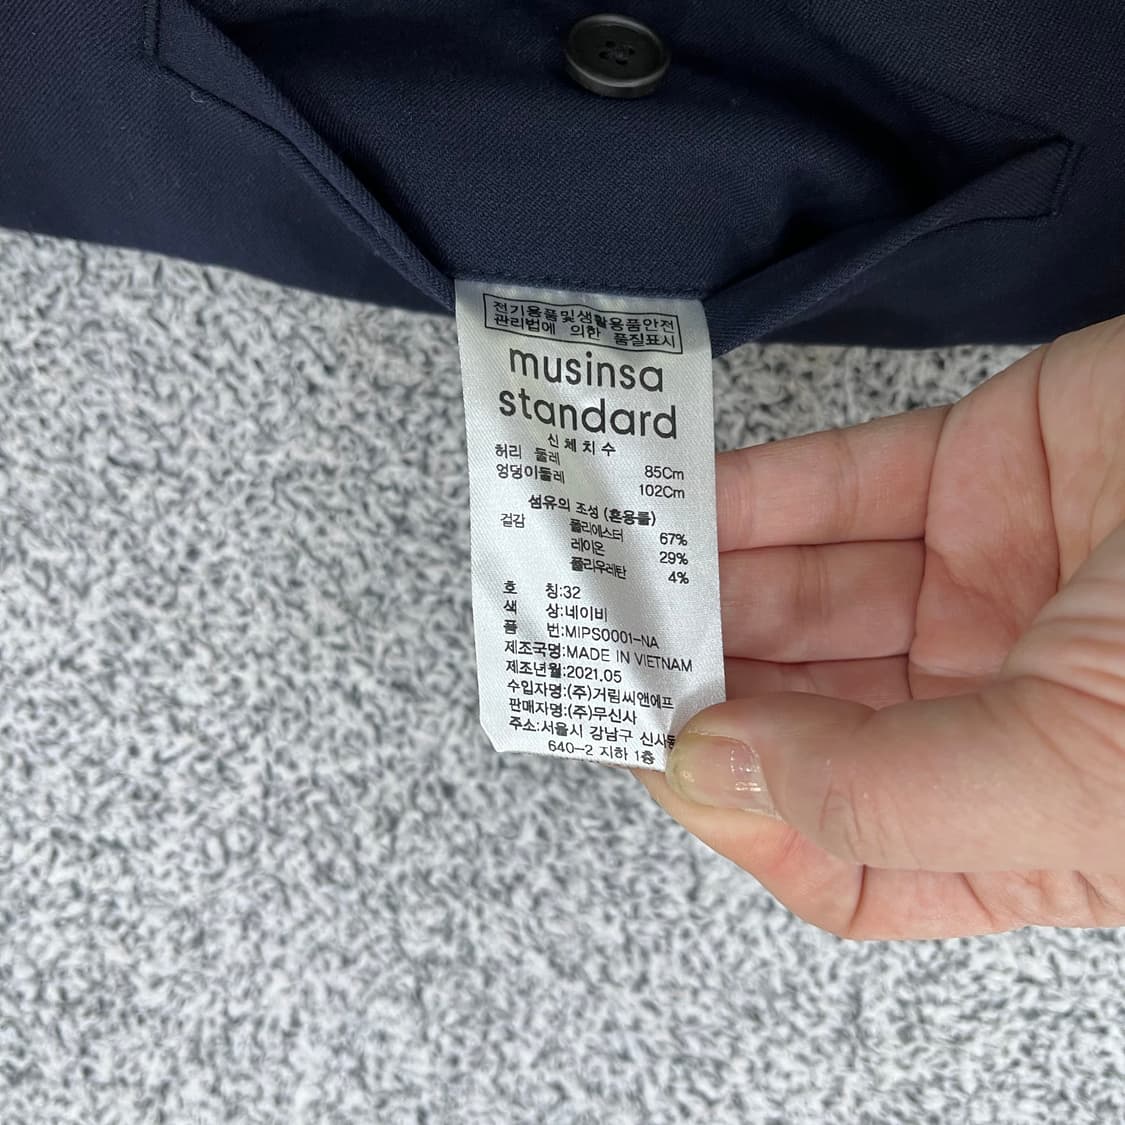 전기용품및생활용품안전
관리법에 의한 품질표시
musinsa
standard
신체치수
허리 둘레 85Cm
엉덩이둘레 102Cm
섬유의 조성 (혼용률)
겉감 폴리에스터 67%
레이온 29%
폴리우레탄 4%
호 칭:32
색 상:네이비
품 번:MIPS0001-NA
제조국명:MADE IN VIETNAM
제조년월:2021.05
수입자명:(주)거림씨앤에프
판매자명:(주)무신사
주소:서울시 강남구 신사동
640-2 지하 1층